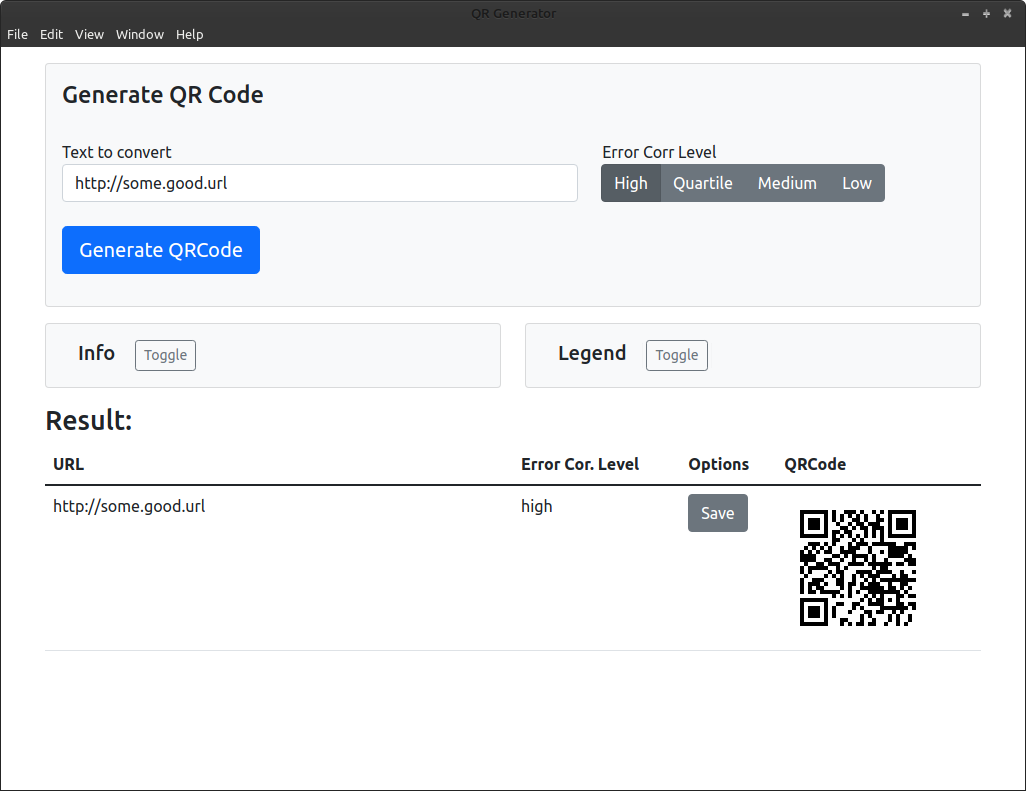 QR Generator
File Edit View Window Help
Generate QR Code
Text to convert Error Corr Level
http://some.good.url High Quartile Medium Low
Generate QRCode
Info Toggle Legend Toggle
Result:
URL Error Cor. Level Options QRCode
http://some.good.url high Save